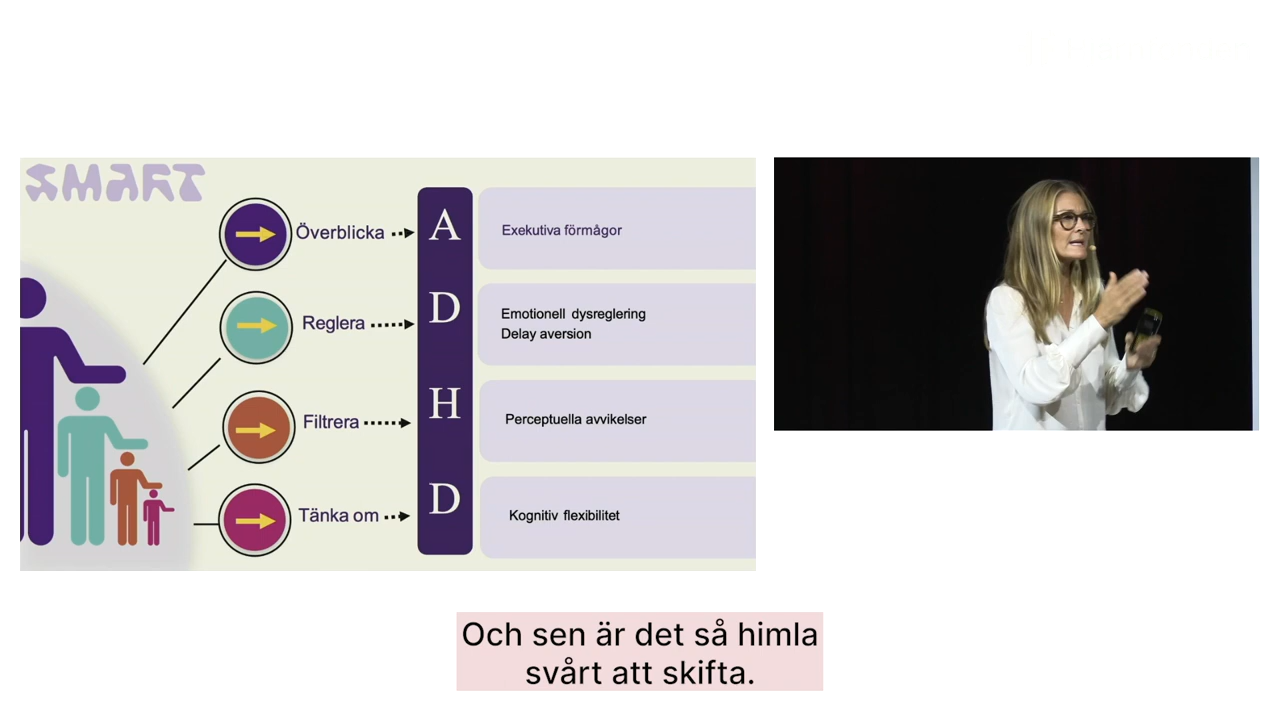 SMART
Överblicka
Reglera
Filtrera
Tänka om
A
D
H
D
Exekutiva förmågor
Emotionell dysreglering
Delay aversion
Perceptuella avvikelser
Kognitiv flexibilitet
Och sen är det så himla
svårt att skifta.